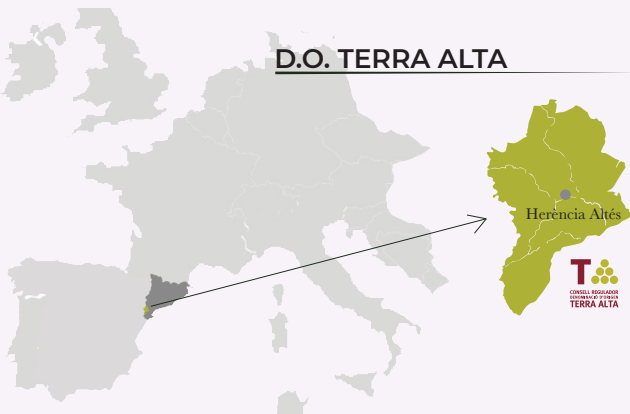 D.O. TERRA ALTA
Herència Altés
T
CONSELL REGULADOR
DENOMINACIÓ D'ORIGEN
TERRA ALTA